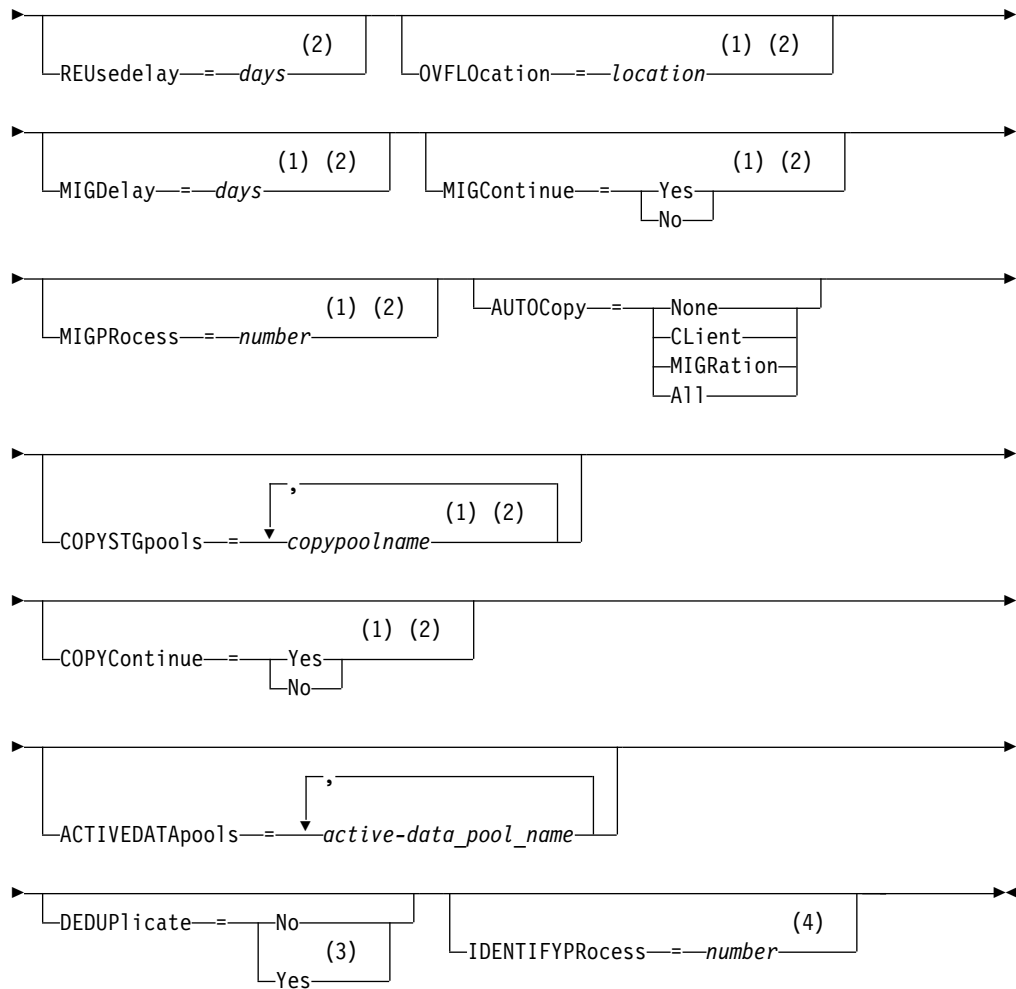 (2) (1) (2)
REUsedelay = days OVFLOcation = location
(1) (2) (1) (2)
MIGDelay = days MIGContinue = Yes
No
(1) (2) AUTOCopy = None
MIGPRocess = number CLient
MIGRation
All
,
(1) (2)
COPYSTGpools = copypoolname
(1) (2)
COPYContinue = Yes
No
,
ACTIVEDATApools = active-data_pool_name
DEDUPlicate = No (4)
(3) IDENTIFYPRocess = number
Yes